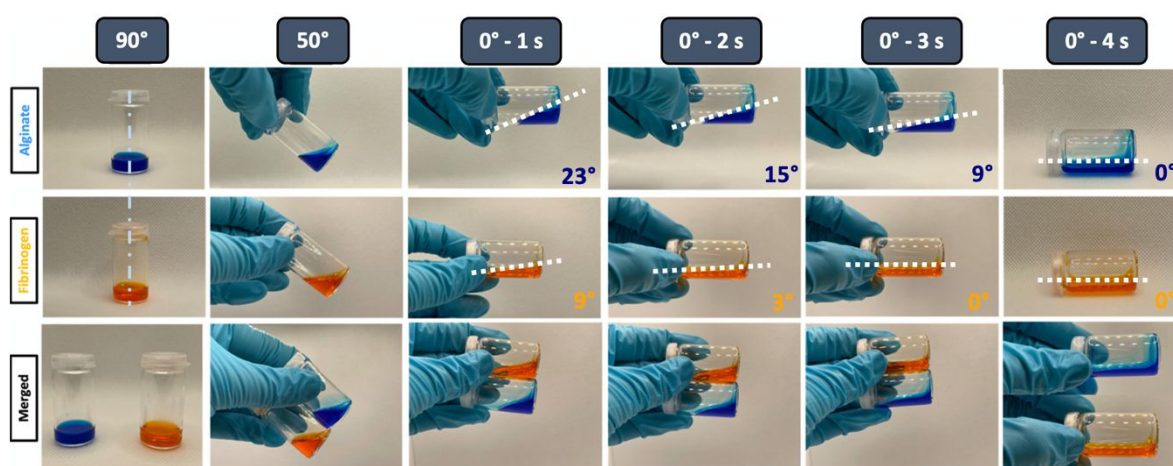 90° 50° 0° - 1 s 0° - 2 s 0° - 3 s 0° - 4 s
Alginate
23° 15° 9° 0°
Fibrinogen
9° 3° 0° 0°
Merged